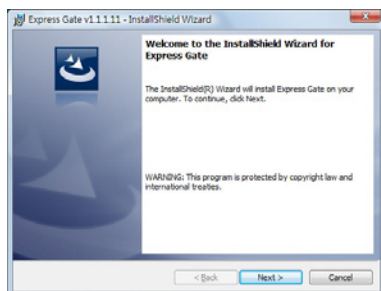 Express Gate v1.1.1.11 - InstallShield Wizard
Welcome to the InstallShield Wizard for
Express Gate
The InstallShield(R) Wizard will install Express Gate on your
computer. To continue, click Next.
WARNING: This program is protected by copyright law and
international treaties.
< Back
Next >
Cancel